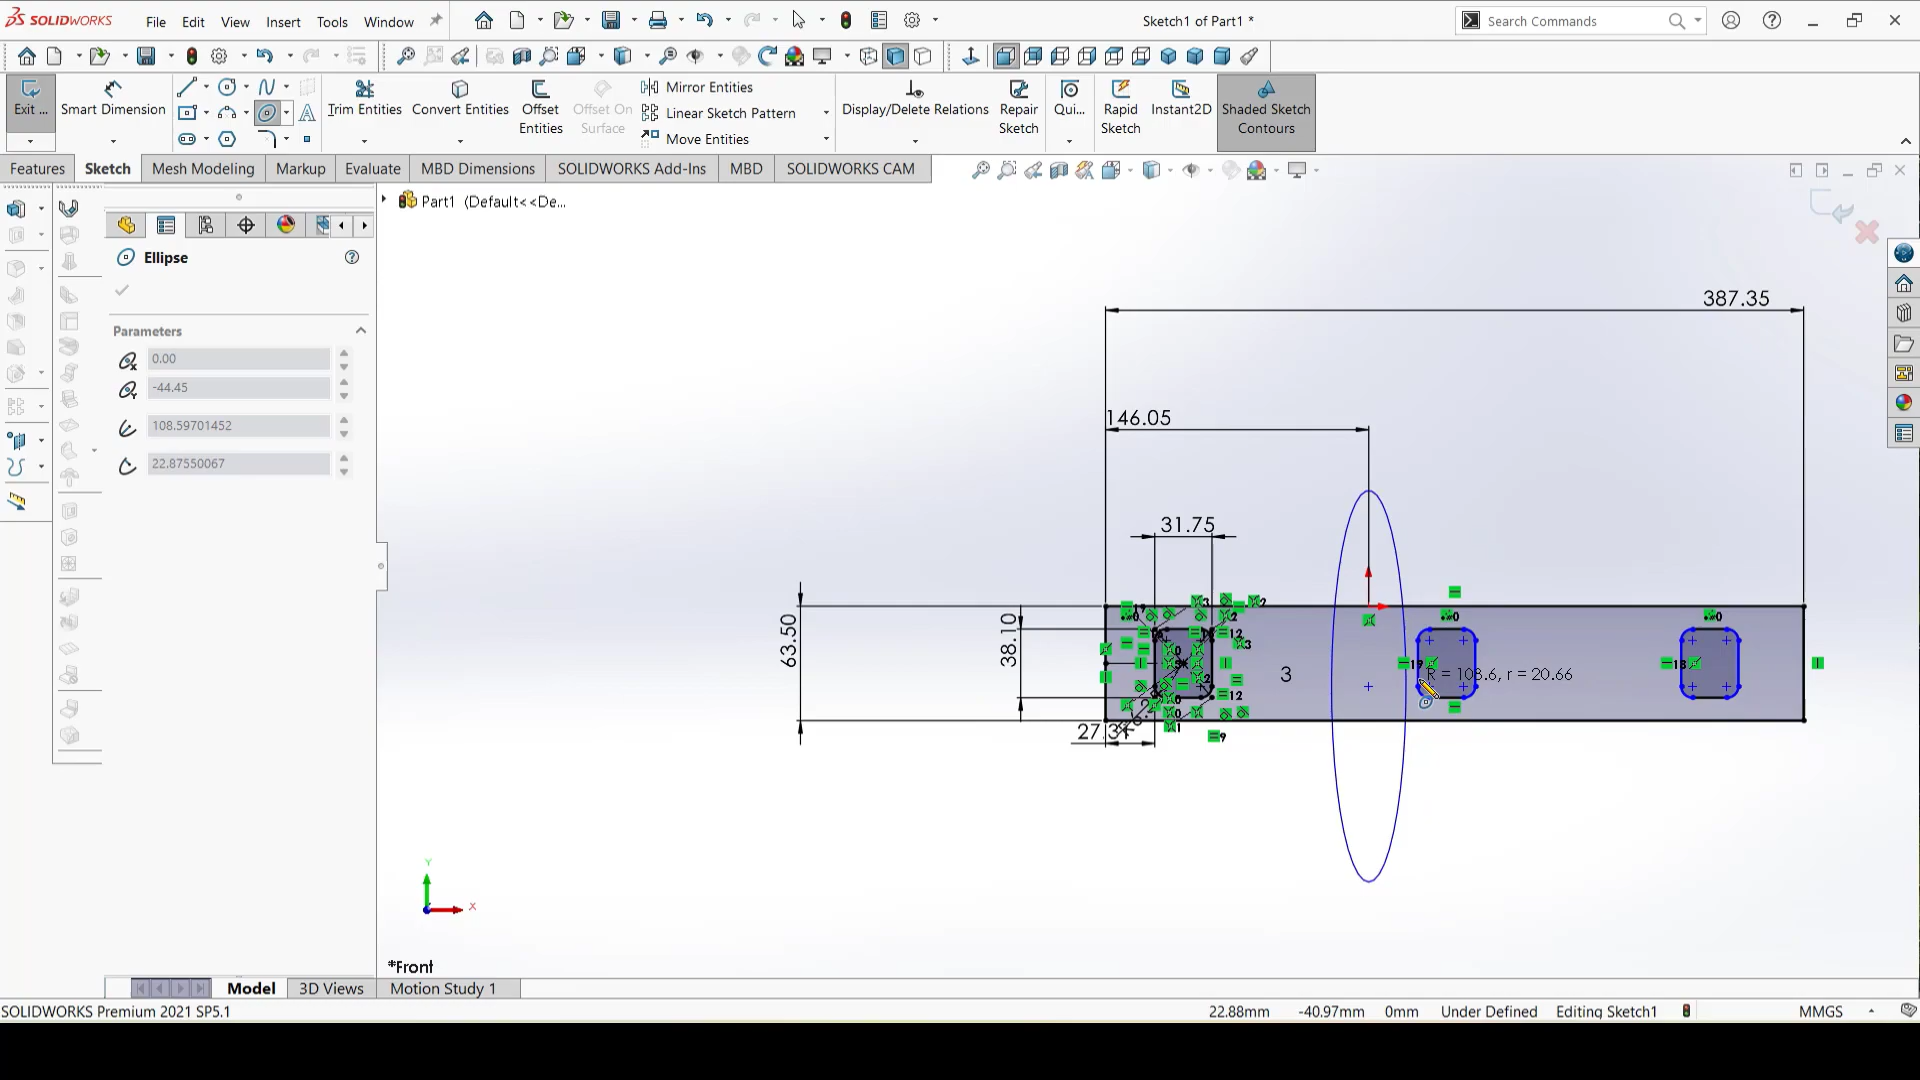 SOLIDWORKS File Edit View Insert Tools Window Sketch1 of Part1 * Search Commands
Exit ... Smart Dimension Trim Entities Convert Entities Offset Entities Offset On Surface Mirror Entities Linear Sketch Pattern Move Entities Display/Delete Relations Repair Sketch Qui... Rapid Sketch Instant2D Shaded Sketch Contours
Features Sketch Mesh Modeling Markup Evaluate MBD Dimensions SOLIDWORKS Add-Ins MBD SOLIDWORKS CAM
Part1 (Default<<De...
Ellipse
Parameters
0.00
-44.45
108.59701452
22.87550067
387.35
146.05
31.75
63.50
38.10
3
R = 108.6, r = 20.66
Y
X
*Front
Model 3D Views Motion Study 1
SOLIDWORKS Premium 2021 SP5.1 22.88mm -40.97mm 0mm Under Defined Editing Sketch1 MMGS